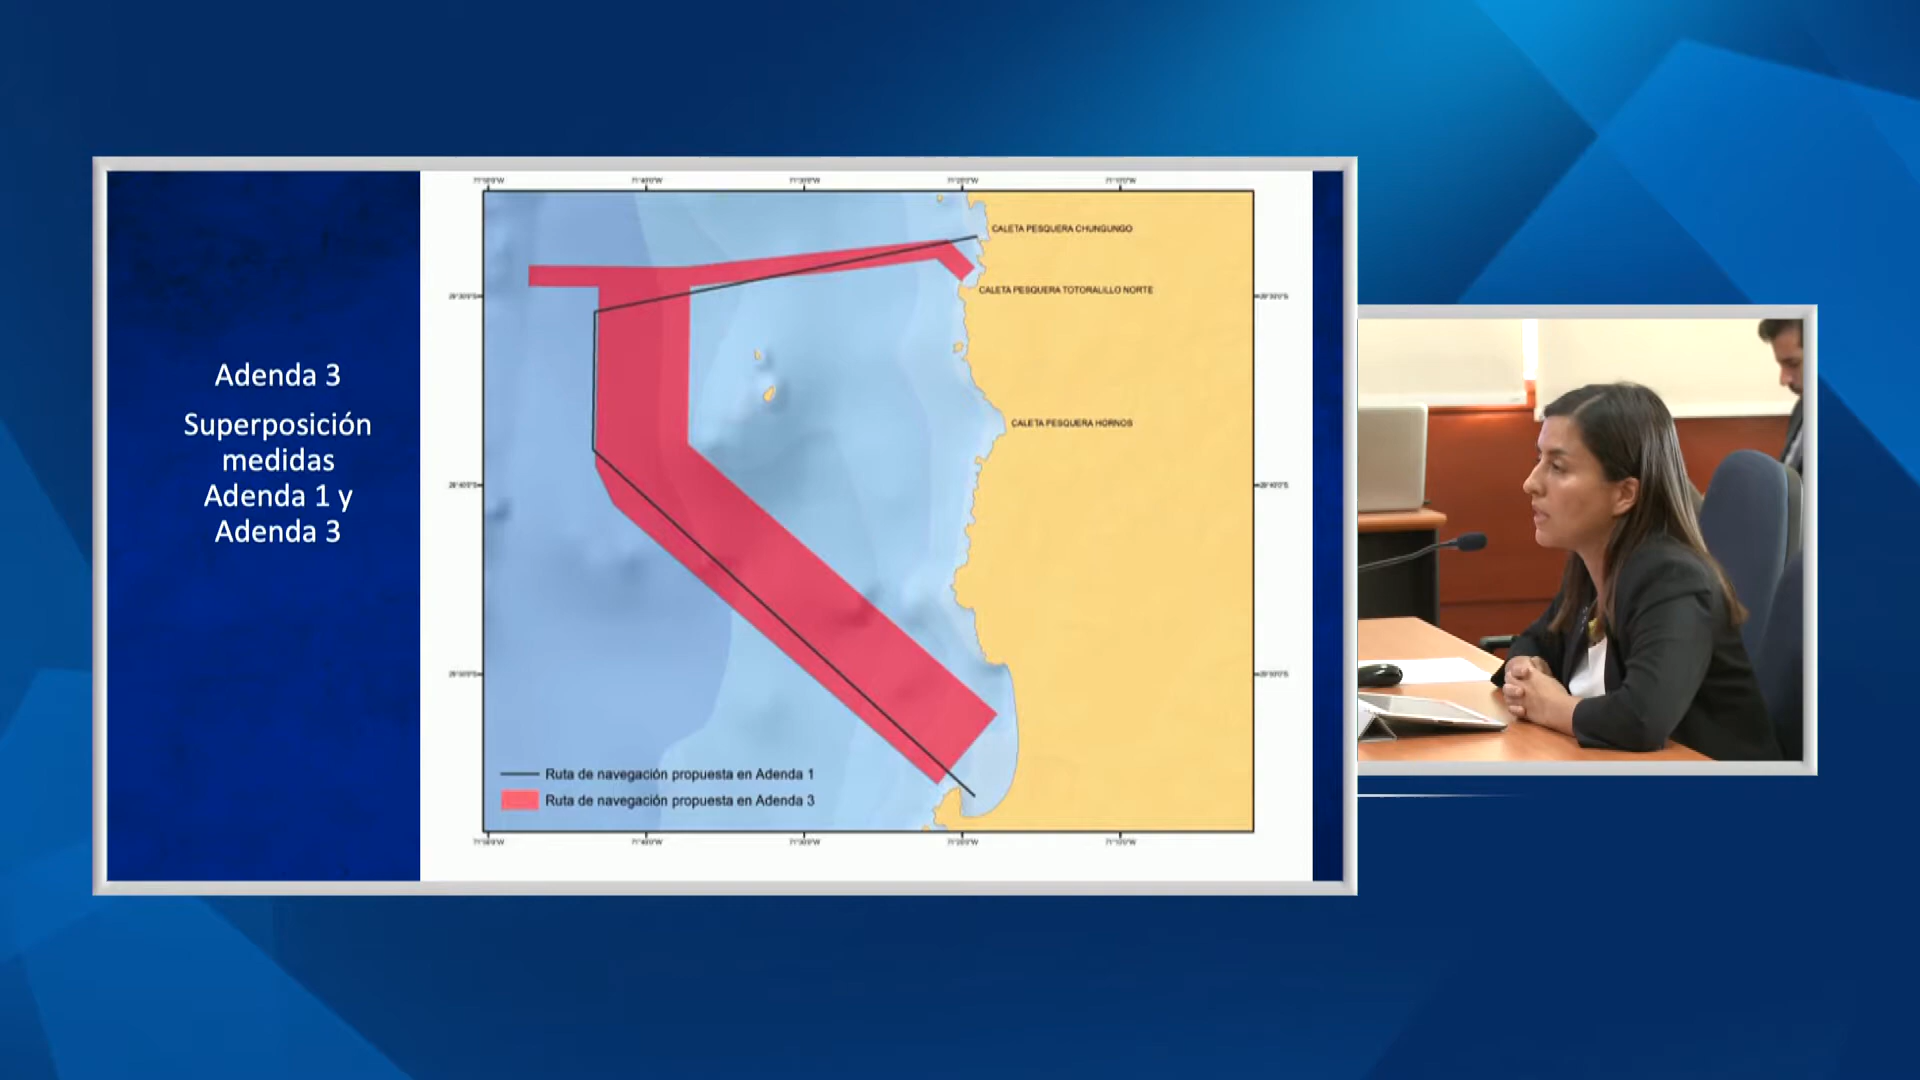 Adenda 3
Superposición
medidas
Adenda 1 y
Adenda 3
CALETA PESQUERA CHUNGUNGO
CALETA PESQUERA TOTORALILLO NORTE
CALETA PESQUERA HORNOS
Ruta de navegación propuesta en Adenda 1
Ruta de navegación propuesta en Adenda 3